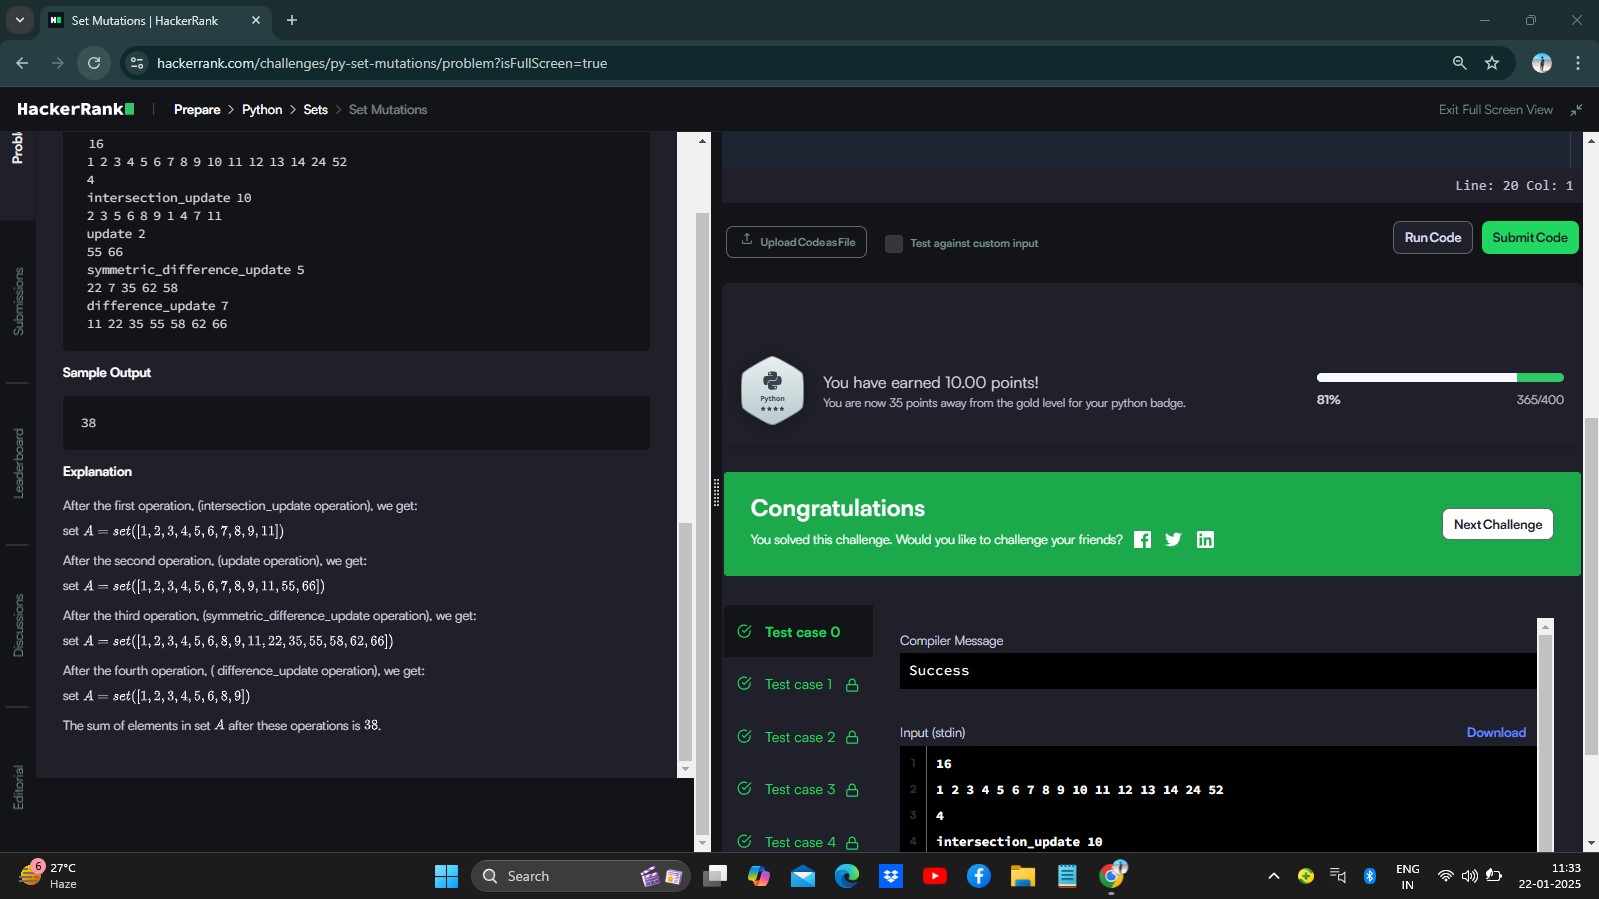 Set Mutations | HackerRank
hackerrank.com/challenges/py-set-mutations/problem?isFullScreen=true
HackerRank
Prepare > Python > Sets > Set Mutations
Exit Full Screen View
Submissions
Leaderboard
Discussions
Editorial
16
1 2 3 4 5 6 7 8 9 10 11 12 13 14 24 52
4
intersection_update 10
2 3 5 6 8 9 1 4 7 11
update 2
55 66
symmetric_difference_update 5
22 7 35 62 58
difference_update 7
11 22 35 55 58 62 66
Sample Output
38
Explanation
After the first operation, (intersection_update operation), we get:
set A = set([1, 2, 3, 4, 5, 6, 7, 8, 9, 11])
After the second operation, (update operation), we get:
set A = set([1, 2, 3, 4, 5, 6, 7, 8, 9, 11, 55, 66])
After the third operation, (symmetric_difference_update operation), we get:
set A = set([1, 2, 3, 4, 5, 6, 8, 9, 11, 22, 35, 55, 58, 62, 66])
After the fourth operation, ( difference_update operation), we get:
set A = set([1, 2, 3, 4, 5, 6, 8, 9])
The sum of elements in set A after these operations is 38.
Line: 20 Col: 1
Upload Code as File
Test against custom input
Run Code
Submit Code
Python
You have earned 10.00 points!
You are now 35 points away from the gold level for your python badge.
81%
365/400
Congratulations
You solved this challenge. Would you like to challenge your friends?
Next Challenge
Test case 0
Test case 1
Test case 2
Test case 3
Test case 4
Compiler Message
Success
Input (stdin)
Download
1 16
2 1 2 3 4 5 6 7 8 9 10 11 12 13 14 24 52
3 4
4 intersection_update 10
6
27°C
Haze
Search
ENG
IN
11:33
22-01-2025